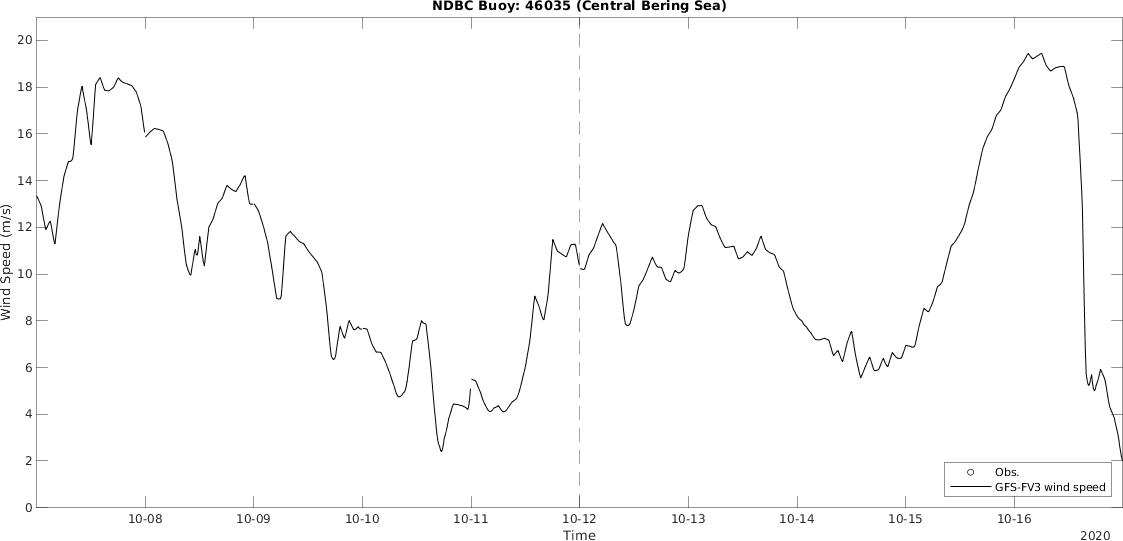 NDBC Buoy: 46035 (Central Bering Sea)
20
18
16
14
12
10
8
6
4
2
0
Wind Speed (m/s)
Obs.
GFS-FV3 wind speed
10-08 10-09 10-10 10-11 10-12 10-13 10-14 10-15 10-16
Time
2020